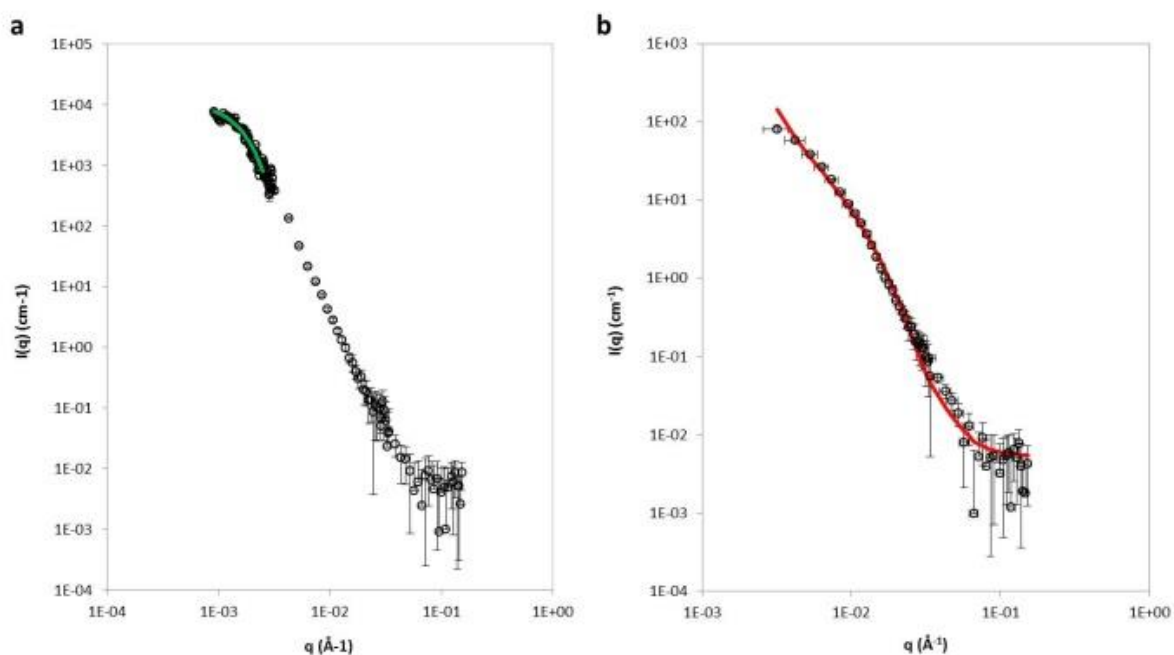 a
1E+05
1E+04
1E+03
1E+02
1E+01
1E+00
1E-01
1E-02
1E-03
1E-04
I(q) (cm-1)
1E-04 1E-03 1E-02 1E-01 1E+00
q (Å-1)
b
1E+03
1E+02
1E+01
1E+00
1E-01
1E-02
1E-03
1E-04
I(q) (cm⁻¹)
1E-03 1E-02 1E-01 1E+00
q (Å⁻¹)